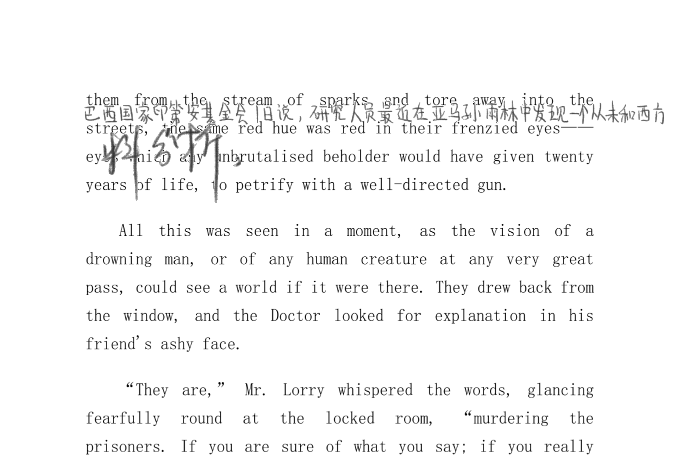 them from the stream of sparks and tore away into the
巴西国家印第安基金会1日说，研究人员最近在亚马孙雨林中发现一个从未和西方
streets, the same red hue was red in their frenzied eyes——
料分析，
eyes which any unbrutalised beholder would have given twenty
years of life, to petrify with a well-directed gun.
All this was seen in a moment, as the vision of a
drowning man, or of any human creature at any very great
pass, could see a world if it were there. They drew back from
the window, and the Doctor looked for explanation in his
friend's ashy face.
“They are,” Mr. Lorry whispered the words, glancing
fearfully round at the locked room, “murdering the
prisoners. If you are sure of what you say; if you really